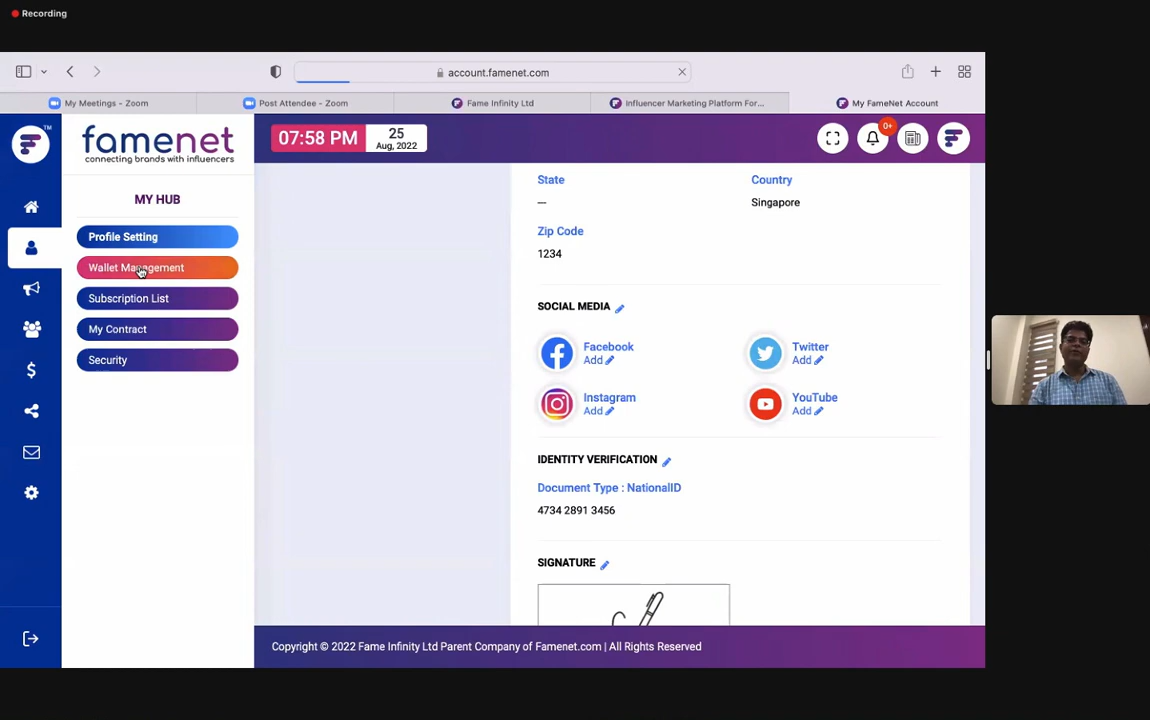 Recording
account.famenet.com
My Meetings - Zoom
Post Attendee - Zoom
Fame Infinity Ltd
Influencer Marketing Platform For...
My FameNet Account
TM
famenet
connecting brands with influencers
07:58 PM
25
Aug, 2022
0+
MY HUB
Profile Setting
Wallet Management
Subscription List
My Contract
Security
State
Country
---
Singapore
Zip Code
1234
SOCIAL MEDIA
Facebook
Add
Twitter
Add
Instagram
Add
YouTube
Add
IDENTITY VERIFICATION
Document Type : NationalID
4734 2891 3456
SIGNATURE
Copyright © 2022 Fame Infinity Ltd Parent Company of Famenet.com | All Rights Reserved